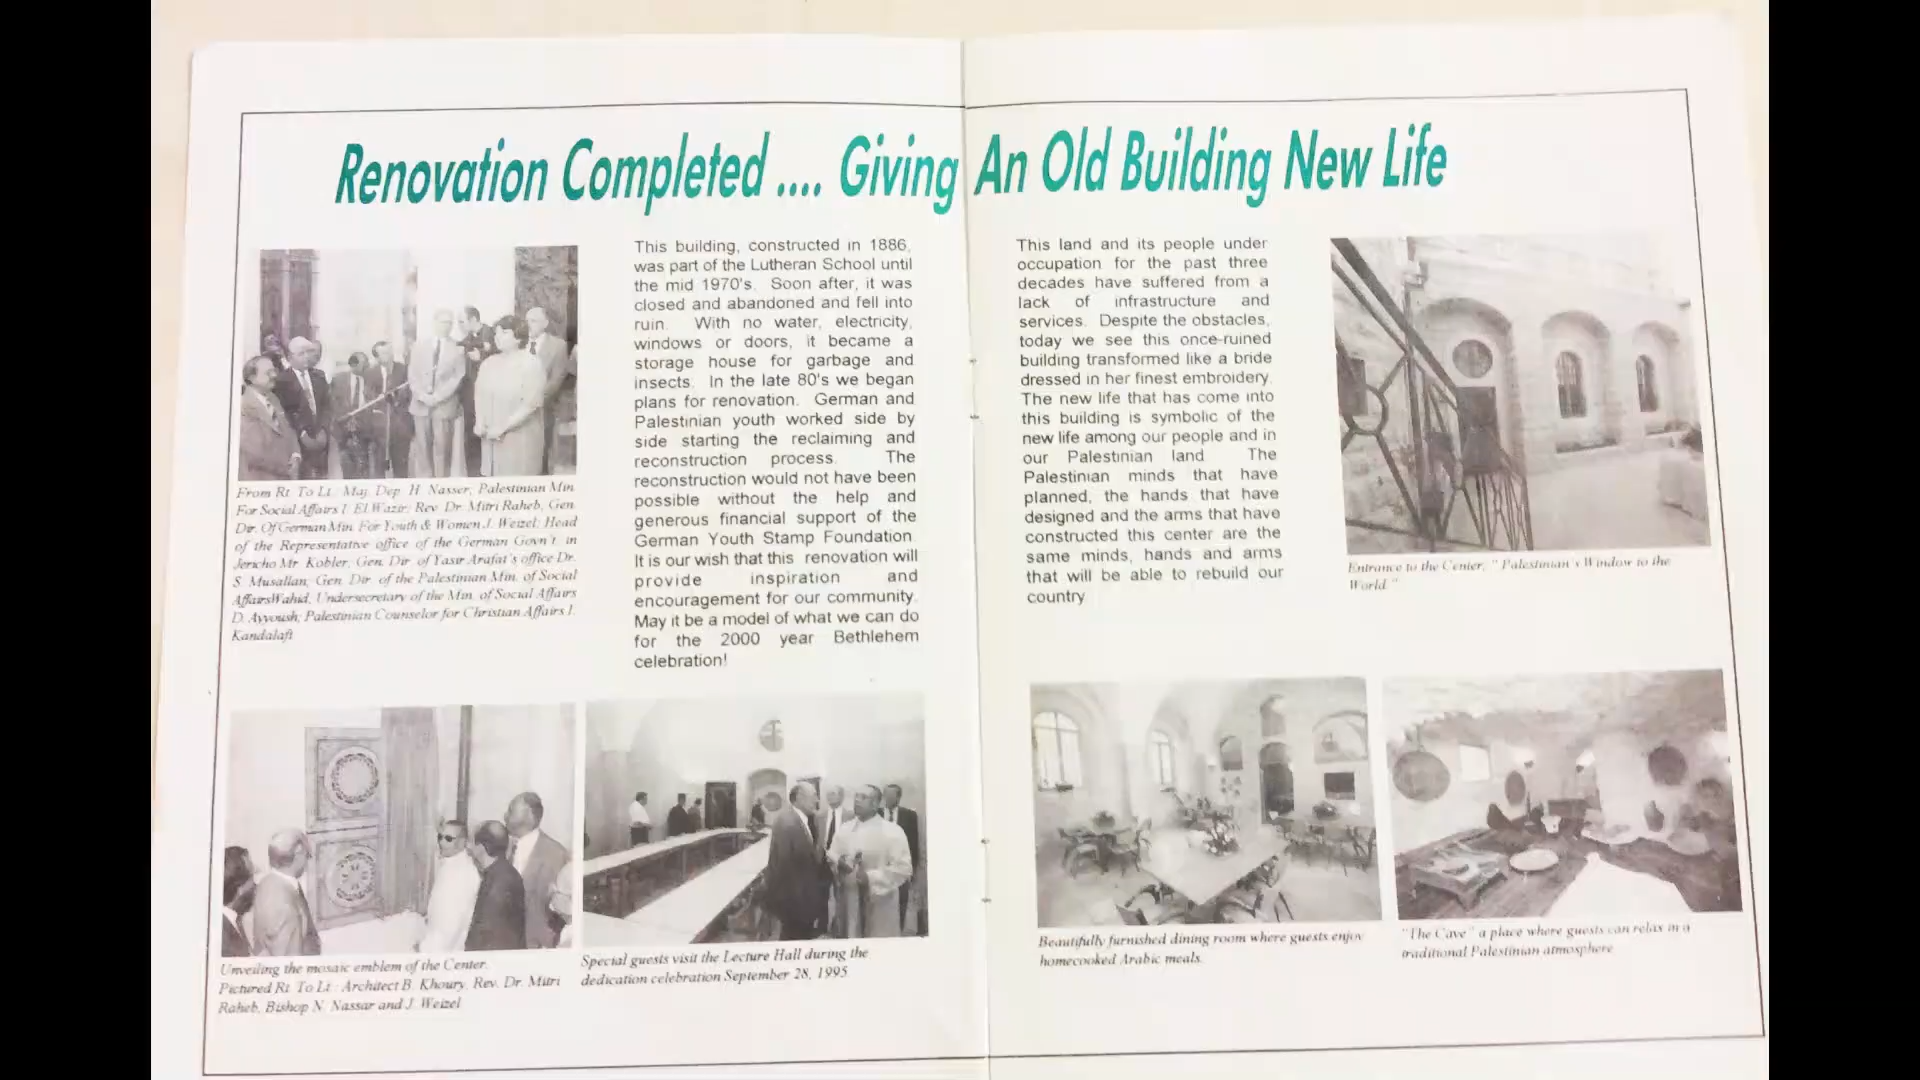 Renovation Completed .... Giving An Old Building New Life
From Rt. To Lt. Maj. Dep. H. Nasser, Palestinian Min.
For Social Affairs I. El Wazir, Rev. Dr. Mitri Raheb, Gen.
Dir. Of German Min. For Youth & Women J. Weizel; Head
of the Representative office of the German Govn't. in
Jericho Mr. Kobler, Gen. Dir. of Yasir Arafat's office Dr.
S. Musallan, Gen. Dir. of the Palestinian Min. of Social
AffairsWahid, Undersecretary of the Min. of Social Affairs
D. Ayyoush, Palestinian Counselor for Christian Affairs I.
Kandalaft
This building, constructed in 1886,
was part of the Lutheran School until
the mid 1970's. Soon after, it was
closed and abandoned and fell into
ruin. With no water, electricity,
windows or doors, it became a
storage house for garbage and
insects. In the late 80's we began
plans for renovation. German and
Palestinian youth worked side by
side starting the reclaiming and
reconstruction process. The
reconstruction would not have been
possible without the help and
generous financial support of the
German Youth Stamp Foundation.
It is our wish that this renovation will
provide inspiration and
encouragement for our community.
May it be a model of what we can do
for the 2000 year Bethlehem
celebration!
Unveiling the mosaic emblem of the Center.
Pictured Rt. To Lt.: Architect B. Khoury, Rev. Dr. Mitri
Raheb, Bishop N. Nassar and J. Weizel
Special guests visit the Lecture Hall during the
dedication celebration September 28, 1995
This land and its people under
occupation for the past three
decades have suffered from a
lack of infrastructure and
services. Despite the obstacles,
today we see this once-ruined
building transformed like a bride
dressed in her finest embroidery.
The new life that has come into
this building is symbolic of the
new life among our people and in
our Palestinian land. The
Palestinian minds that have
planned, the hands that have
designed and the arms that have
constructed this center are the
same minds, hands and arms
that will be able to rebuild our
country.
Entrance to the Center, " Palestinian's Window to the
World."
Beautifully furnished dining room where guests enjoy
homecooked Arabic meals.
"The Cave" a place where guests can relax in a
traditional Palestinian atmosphere